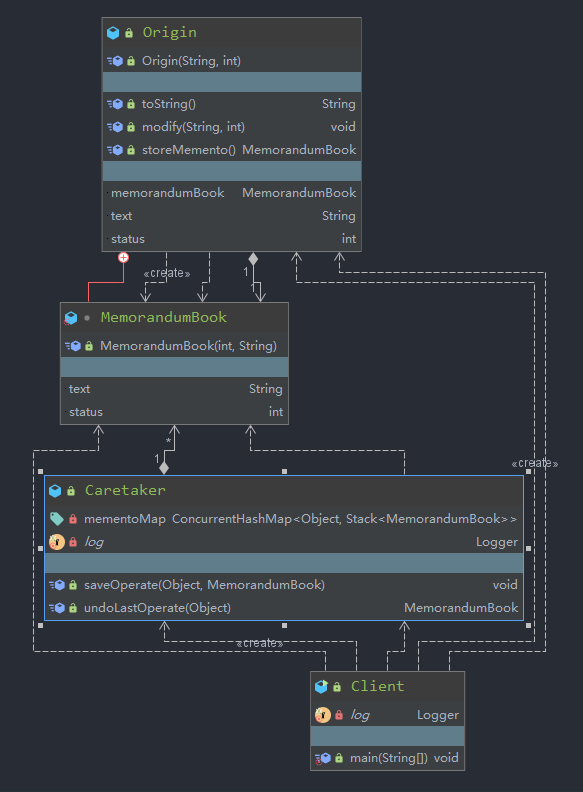 Origin
Origin(String, int)
toString() String
modify(String, int) void
storeMemento() MemorandumBook
memorandumBook MemorandumBook
text String
status int
«create»
1
1
MemorandumBook
MemorandumBook(int, String)
text String
status int
*
1
«create»
Caretaker
mementoMap ConcurrentHashMap<Object, Stack<MemorandumBook>>
log Logger
saveOperate(Object, MemorandumBook) void
undoLastOperate(Object) MemorandumBook
«create»
Client
log Logger
main(String[]) void